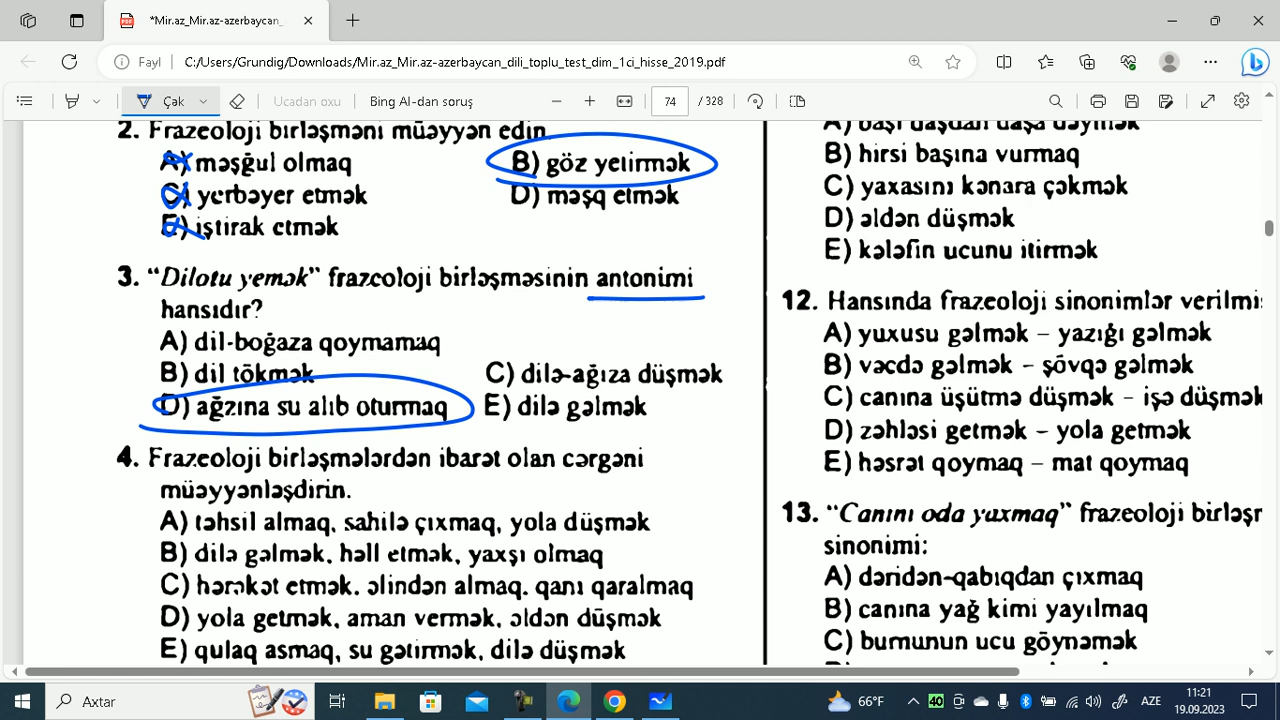 *Mir.az_Mir.az-azerbaycan_
Fayl
C:/Users/Grundig/Downloads/Mir.az_Mir.az-azerbaycan_dili_toplu_test_dim_1ci_hisse_2019.pdf
Çək
Ucadan oxu
Bing AI-dan soruş
74
/ 328
2. Frazeoloji birləşməni müəyyən edin.
A) məşğul olmaq
B) göz yetirmək
C) yerbəyer etmək
D) məşq etmək
E) iştirak etmək
3. “Dilotu yemək” frazeoloji birləşməsinin antonimi
hansıdır?
A) dil-boğaza qoymamaq
B) dil tökmək
C) dilə-ağıza düşmək
D) ağzına su alıb oturmaq
E) dilə gəlmək
4. Frazeoloji birləşmələrdən ibarət olan cərgəni
müəyyənləşdirin.
A) təhsil almaq, sahilə çıxmaq, yola düşmək
B) dilə gəlmək, həll etmək, yaxşı olmaq
C) hərəkət etmək, əlindən almaq, qanı qaralmaq
D) yola getmək, aman vermək, əldən düşmək
E) qulaq asmaq, su gətirmək, dilə düşmək
A) başı daşdan daşa dəymək
B) hirsi başına vurmaq
C) yaxasını kənara çəkmək
D) əldən düşmək
E) kələfin ucunu itirmək
12. Hansında frazeoloji sinonimlər verilmiş
A) yuxusu gəlmək – yazığı gəlmək
B) vəcdə gəlmək – şövqə gəlmək
C) canına üşütmə düşmək – işə düşmək
D) zəhləsi getmək – yola getmək
E) həsrət qoymaq – mat qoymaq
13. “Canını oda yaxmaq” frazeoloji birləşm
sinonimi:
A) dəridən-qabıqdan çıxmaq
B) canına yağ kimi yayılmaq
C) burnunun ucu göynəmək
Axtar
66°F
40
AZE
11:21
19.09.2023